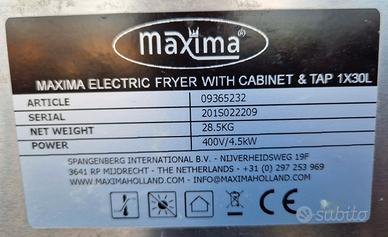 maxima®
MAXIMA ELECTRIC FRYER WITH CABINET & TAP 1X30L
ARTICLE 09365232
SERIAL 201S022209
NET WEIGHT 28.5KG
POWER 400V/4.5kW
SPANGENBERG INTERNATIONAL B.V. - NIJVERHEIDSWEG 19F
3641 RP MIJDRECHT - THE NETHERLANDS - +31 (0) 297 253 969
WWW.MAXIMAHOLLAND.COM - INFO@MAXIMAHOLLAND.COM
CE
subito